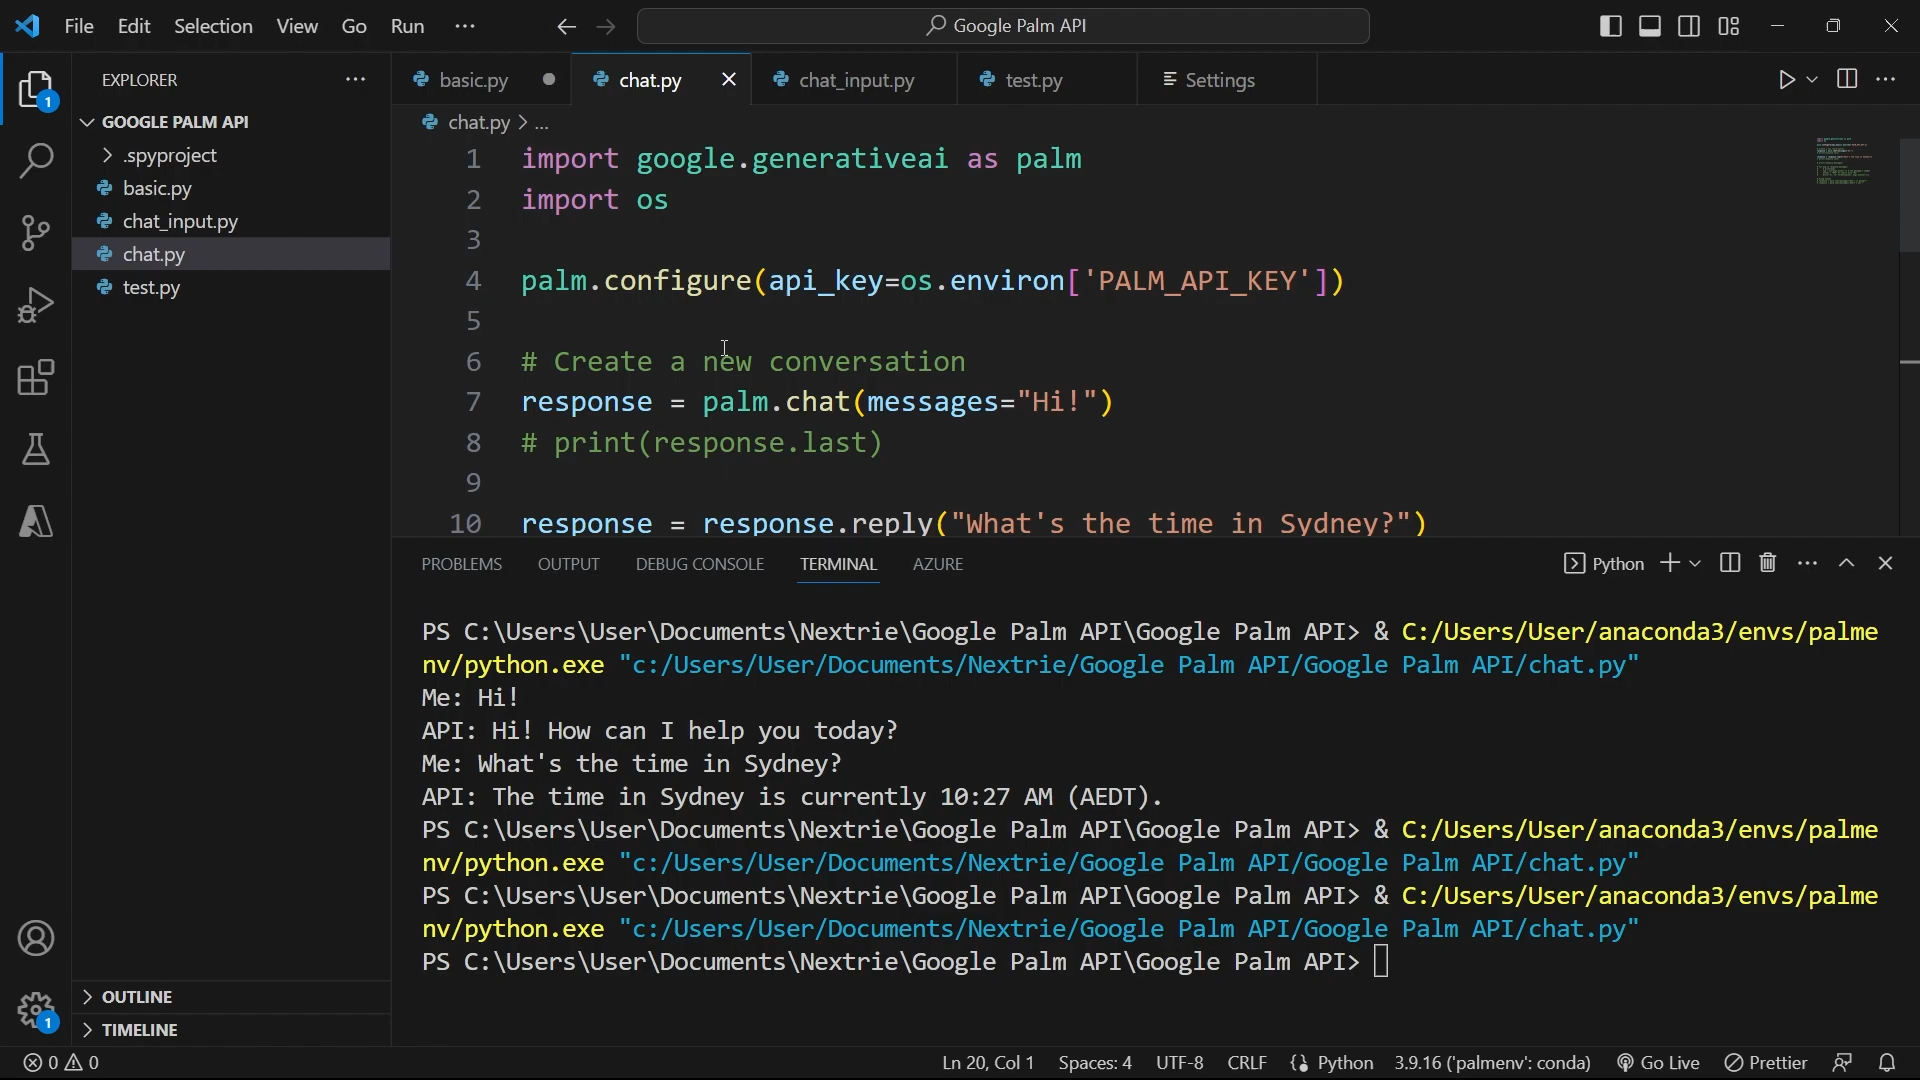 File Edit Selection View Go Run ···
Google Palm API
EXPLORER ···
1
GOOGLE PALM API
.spyproject
basic.py
chat_input.py
chat.py
test.py
basic.py chat.py chat_input.py test.py Settings
chat.py > ...
1 import google.generativeai as palm
2 import os
3
4 palm.configure(api_key=os.environ['PALM_API_KEY'])
5
6 # Create a new conversation
7 response = palm.chat(messages="Hi!")
8 # print(response.last)
9
10 response = response.reply("What's the time in Sydney?")
PROBLEMS OUTPUT DEBUG CONSOLE TERMINAL AZURE
Python
PS C:\Users\User\Documents\Nextrie\Google Palm API\Google Palm API> & C:/Users/User/anaconda3/envs/palme
nv/python.exe "c:/Users/User/Documents/Nextrie/Google Palm API/Google Palm API/chat.py"
Me: Hi!
API: Hi! How can I help you today?
Me: What's the time in Sydney?
API: The time in Sydney is currently 10:27 AM (AEDT).
PS C:\Users\User\Documents\Nextrie\Google Palm API\Google Palm API> & C:/Users/User/anaconda3/envs/palme
nv/python.exe "c:/Users/User/Documents/Nextrie/Google Palm API/Google Palm API/chat.py"
PS C:\Users\User\Documents\Nextrie\Google Palm API\Google Palm API> & C:/Users/User/anaconda3/envs/palme
nv/python.exe "c:/Users/User/Documents/Nextrie/Google Palm API/Google Palm API/chat.py"
PS C:\Users\User\Documents\Nextrie\Google Palm API\Google Palm API>
OUTLINE
1
TIMELINE
0 0
Ln 20, Col 1 Spaces: 4 UTF-8 CRLF Python 3.9.16 ('palmenv': conda) Go Live Prettier